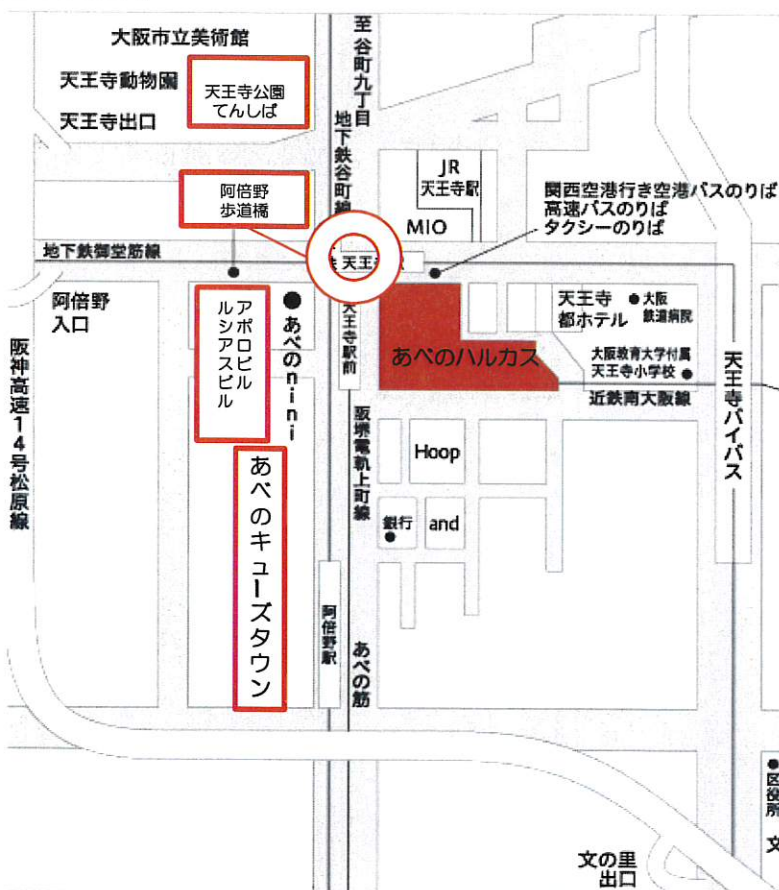 大阪市立美術館
天王寺動物園
天王寺出口
天王寺公園
てんしば
至 谷町九丁目
地下鉄谷町線
阿倍野
歩道橋
JR
天王寺駅
MIO
関西空港行き空港バスのりば
高速バスのりば
タクシーのりば
地下鉄御堂筋線
天王寺
阿倍野
入口
アポロビル
ルシアスビル
あべのnini
天王寺駅前
あべのハルカス
天王寺
都ホテル
大阪
鉄道病院
大阪教育大学付属
天王寺小学校
近鉄南大阪線
天王寺バイパス
阪神高速14号松原線
阪堺電軌上町線
Hoop
銀行
and
あべのキューズタウン
阿倍野駅
あべの筋
区役所
文
文の里
出口